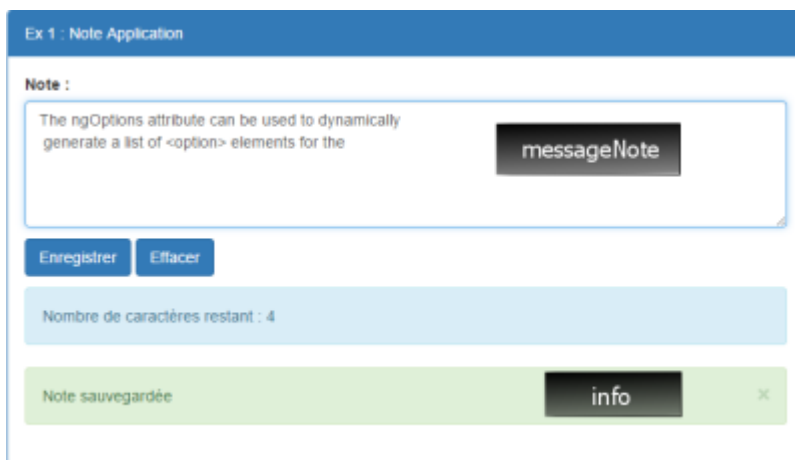 Ex 1 : Note Application
Note :
The ngOptions attribute can be used to dynamically
generate a list of <option> elements for the
messageNote
Enregistrer Effacer
Nombre de caractères restant : 4
Note sauvegardée info ×